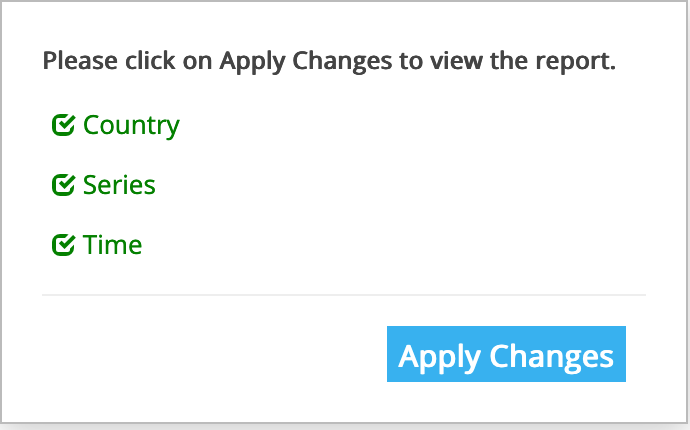 Please click on Apply Changes to view the report.
Country
Series
Time
Apply Changes